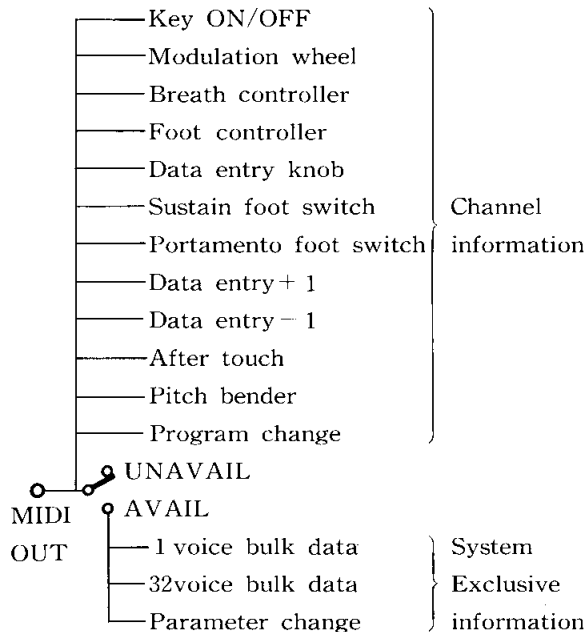 Key ON/OFF
Modulation wheel
Breath controller
Foot controller
Data entry knob
Sustain foot switch
Portamento foot switch
Data entry + 1
Data entry − 1
After touch
Pitch bender
Program change
Channel
information
UNAVAIL
AVAIL
MIDI
OUT
1 voice bulk data
32voice bulk data
Parameter change
System
Exclusive
information